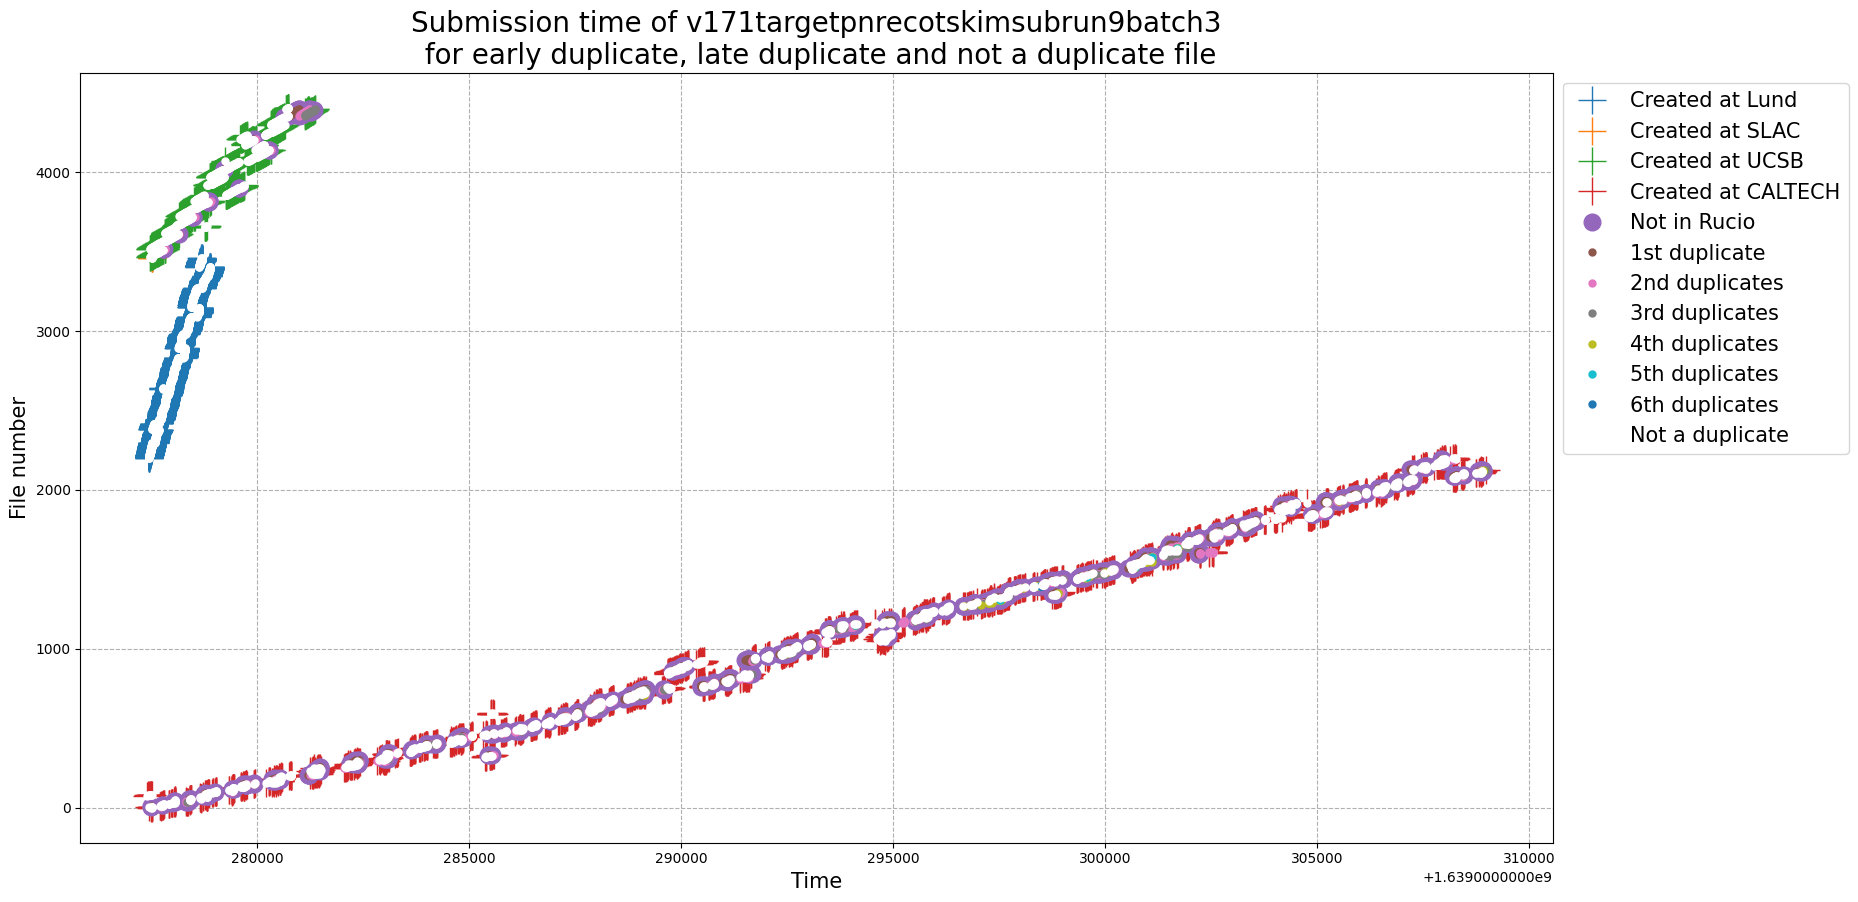 Submission time of v171targetpnrecotskimsubrun9batch3
for early duplicate, late duplicate and not a duplicate file
File number
4000
3000
2000
1000
0
280000
285000
290000
295000
300000
305000
310000
+1.6390000000e9
Time
Created at Lund
Created at SLAC
Created at UCSB
Created at CALTECH
Not in Rucio
1st duplicate
2nd duplicates
3rd duplicates
4th duplicates
5th duplicates
6th duplicates
Not a duplicate